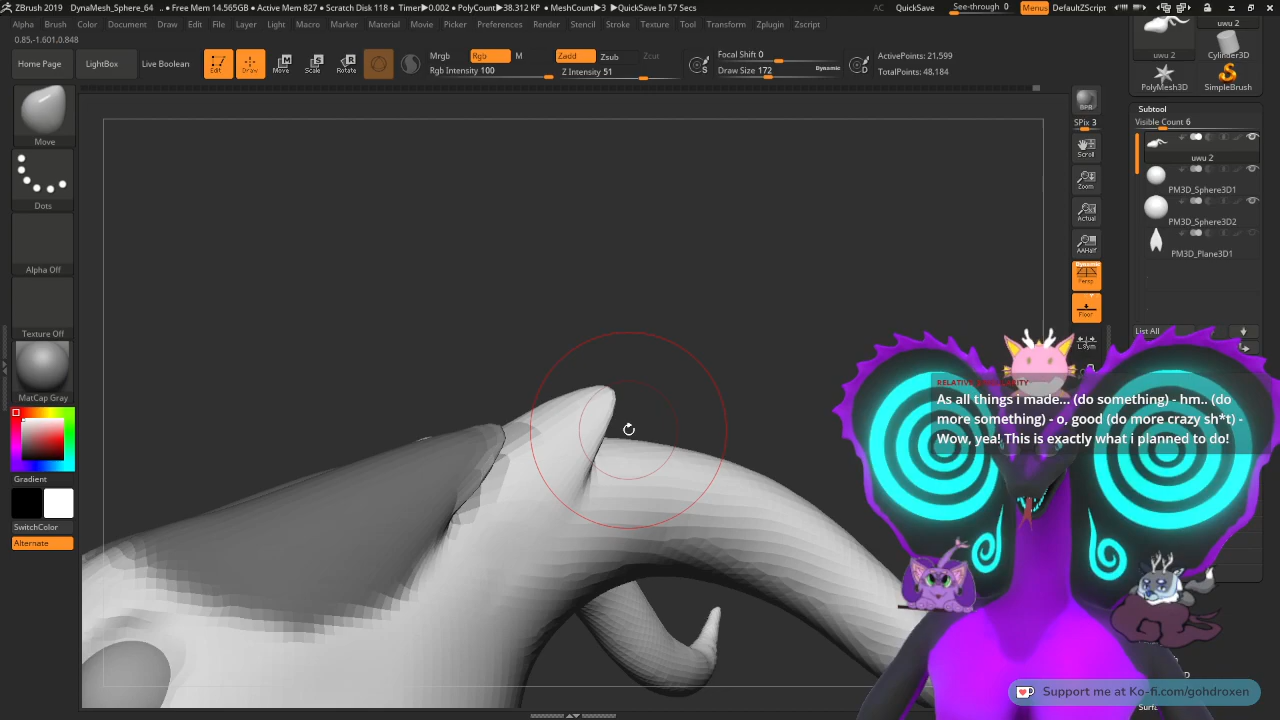 ZBrush 2019 DynaMesh_Sphere_64 .. • Free Mem 14.565GB • Active Mem 827 • Scratch Disk 118 • Timer▶0.002 • PolyCount▶38.312 KP • MeshCount▶3 ▶QuickSave In 57 Secs AC QuickSave See-through 0 Menus DefaultZScript
Alpha Brush Color Document Draw Edit File Layer Light Macro Marker Material Movie Picker Preferences Render Stencil Stroke Texture Tool Transform Zplugin Zscript
0.85,-1.601,0.848
Home Page LightBox Live Boolean Edit Draw Move Scale Rotate
Mrgb Rgb M
Rgb Intensity 100
Zadd Zsub Zcut
Z Intensity 51
Focal Shift 0
Draw Size 172 Dynamic
ActivePoints: 21,599
TotalPoints: 48,184
uwu 2
uwu 2 Cylinder3D
PolyMesh3D SimpleBrush
Subtool
Visible Count 6
uwu 2
PM3D_Sphere3D1
PM3D_Sphere3D2
PM3D_Plane3D1
List All
Move
Dots
Alpha Off
Texture Off
MatCap Gray
Gradient
SwitchColor
Alternate
BPR
SPix 3
Scroll
Zoom
Actual
AAHalf
Dynamic
Persp
Floor
L.Sym
As all things i made... (do something) - hm.. (do
more something) - o, good (do more crazy sh*t) -
Wow, yea! This is exactly what i planned to do!
Support me at Ko-fi.com/gohdroxen